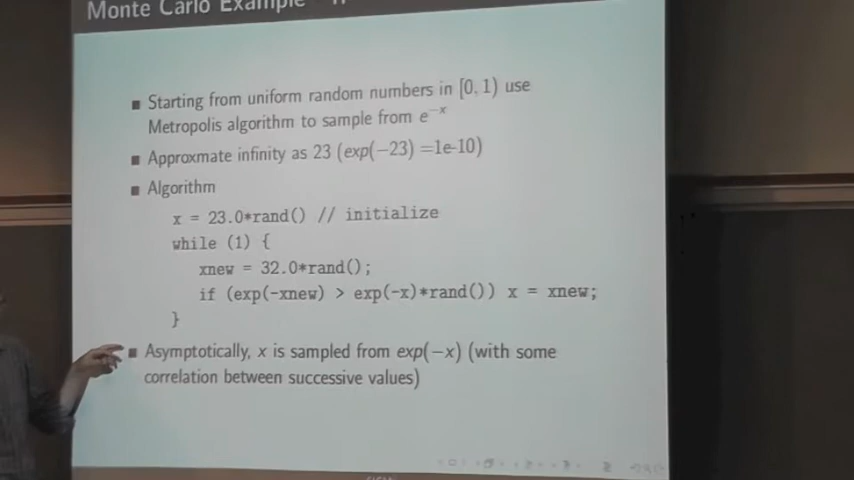 Monte Carlo Example
Starting from uniform random numbers in [0, 1) use
Metropolis algorithm to sample from e^{-x}
Approxmate infinity as 23 (exp(−23) =1e-10)
Algorithm
x = 23.0*rand() // initialize
while (1) {
xnew = 32.0*rand();
if (exp(-xnew) > exp(-x)*rand()) x = xnew;
}
Asymptotically, x is sampled from exp(−x) (with some
correlation between successive values)